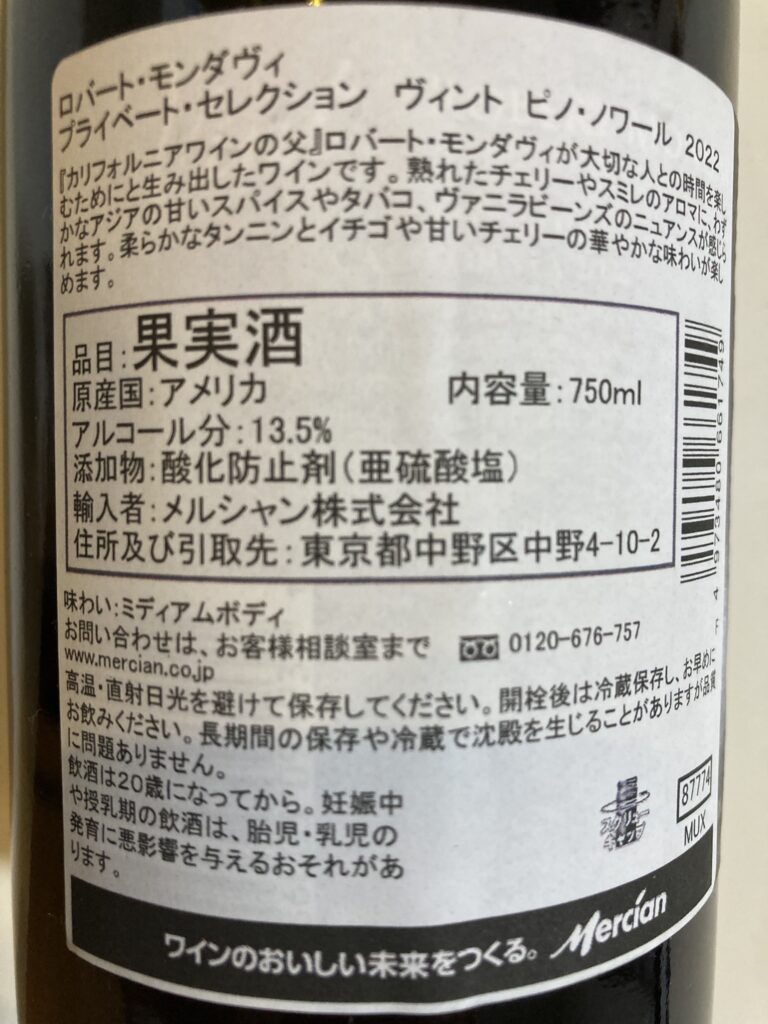 ロバート・モンダヴィ
プライベート・セレクション ヴィント ピノ・ノワール 2022
『カリフォルニアワインの父』ロバート・モンダヴィが大切な人との時間を楽し
むためにと生み出したワインです。熟れたチェリーやスミレのアロマに、わず
かなアジアの甘いスパイスやタバコ、ヴァニラビーンズのニュアンスが感じら
れます。柔らかなタンニンとイチゴや甘いチェリーの華やかな味わいが楽し
めます。
品目:果実酒
原産国:アメリカ 内容量:750ml
アルコール分:13.5%
添加物:酸化防止剤(亜硫酸塩)
輸入者:メルシャン株式会社
住所及び引取先:東京都中野区中野4-10-2
4 973480 661749
F
味わい:ミディアムボディ
お問い合わせは、お客様相談室まで 0120-676-757
www.mercian.co.jp
高温・直射日光を避けて保存してください。開栓後は冷蔵保存し、お早めに
お飲みください。長期間の保存や冷蔵で沈殿を生じることがありますが品質
に問題ありません。
飲酒は20歳になってから。妊娠中
や授乳期の飲酒は、胎児・乳児の
発育に悪影響を与えるおそれがあ
ります。
スクリュー
キャップ
87774
MUX
ワインのおいしい未来をつくる。 Mercian